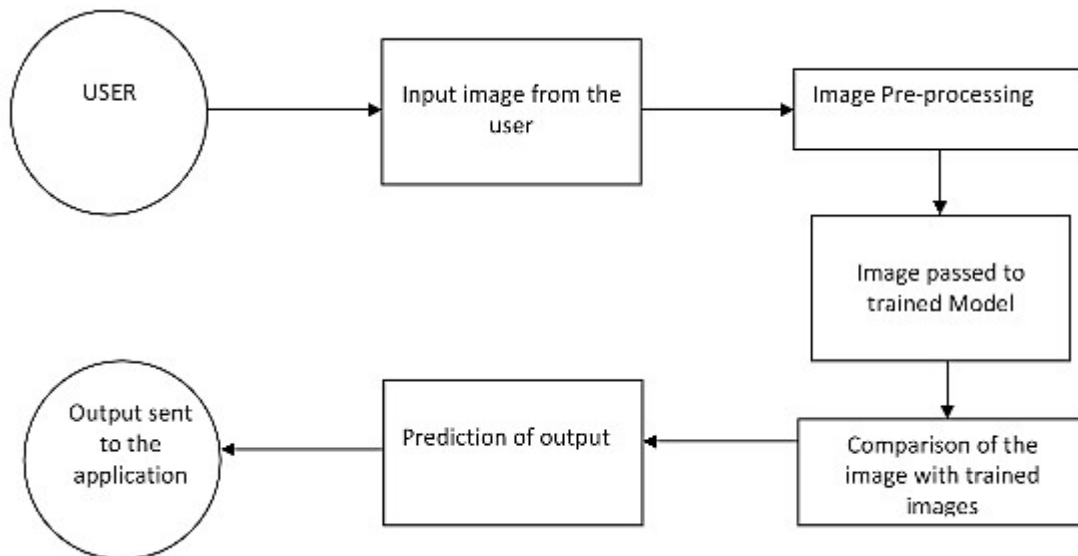 USER
Input image from the
user
Image Pre-processing
Image passed to
trained Model
Comparison of the
image with trained
images
Prediction of output
Output sent
to the
application